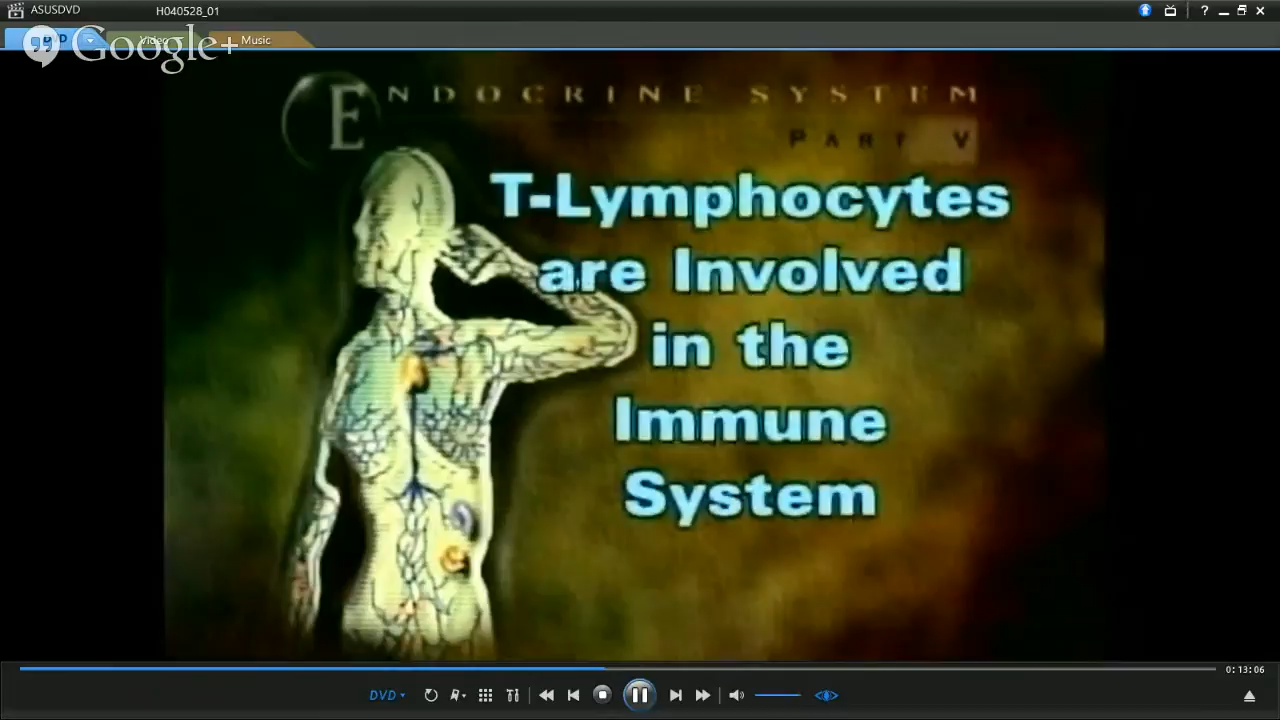 ASUSDVD
H040528_01
Video
Music
Google+
ENDOCRINE SYSTEM
PART V
T-Lymphocytes
are Involved
in the
Immune
System
0:13:06
DVD